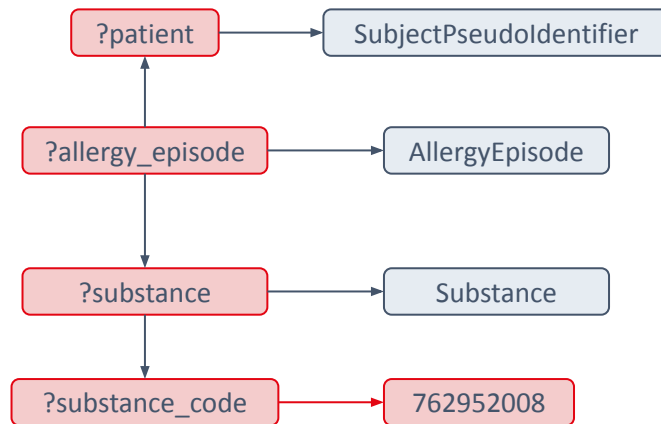 ?patient SubjectPseudoIdentifier
?allergy_episode AllergyEpisode
?substance Substance
?substance_code 762952008